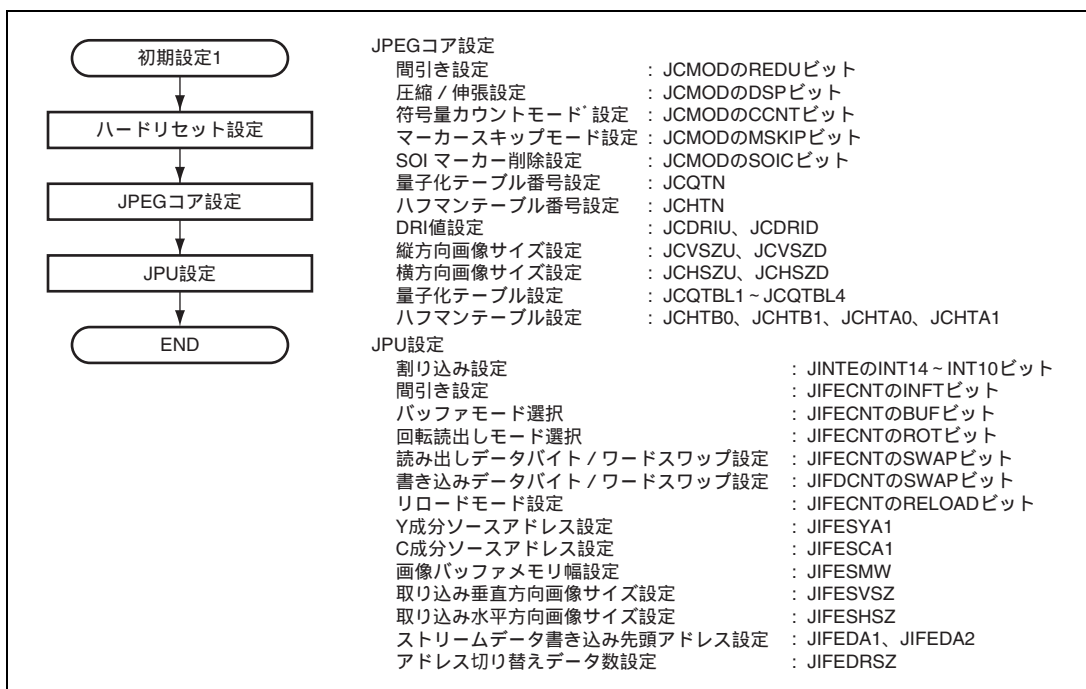 初期設定1
ハードリセット設定
JPEGコア設定
JPU設定
END
JPEGコア設定
間引き設定 : JCMODのREDUビット
圧縮 / 伸張設定 : JCMODのDSPビット
符号量カウントモード゛設定 : JCMODのCCNTビット
マーカースキップモード設定 : JCMODのMSKIPビット
SOI マーカー削除設定 : JCMODのSOICビット
量子化テーブル番号設定 : JCQTN
ハフマンテーブル番号設定 : JCHTN
DRI値設定 : JCDRIU、JCDRID
縦方向画像サイズ設定 : JCVSZU、JCVSZD
横方向画像サイズ設定 : JCHSZU、JCHSZD
量子化テーブル設定 : JCQTBL1 ~ JCQTBL4
ハフマンテーブル設定 : JCHTB0、JCHTB1、JCHTA0、JCHTA1
JPU設定
割り込み設定 : JINTEのINT14 ~ INT10ビット
間引き設定 : JIFECNTのINFTビット
バッファモード選択 : JIFECNTのBUFビット
回転読出しモード選択 : JIFECNTのROTビット
読み出しデータバイト / ワードスワップ設定 : JIFECNTのSWAPビット
書き込みデータバイト / ワードスワップ設定 : JIFDCNTのSWAPビット
リロードモード設定 : JIFECNTのRELOADビット
Y成分ソースアドレス設定 : JIFESYA1
C成分ソースアドレス設定 : JIFESCA1
画像バッファメモリ幅設定 : JIFESMW
取り込み垂直方向画像サイズ設定 : JIFESVSZ
取り込み水平方向画像サイズ設定 : JIFESHSZ
ストリームデータ書き込み先頭アドレス設定 : JIFEDA1、JIFEDA2
アドレス切り替えデータ数設定 : JIFEDRSZ